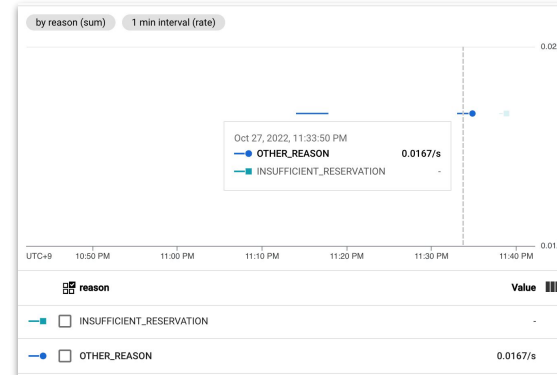 by reason (sum) 1 min interval (rate)
0.02
Oct 27, 2022, 11:33:50 PM
OTHER_REASON 0.0167/s
INSUFFICIENT_RESERVATION -
0.01
UTC+9 10:50 PM 11:00 PM 11:10 PM 11:20 PM 11:30 PM 11:40 PM
reason Value
INSUFFICIENT_RESERVATION -
OTHER_REASON 0.0167/s